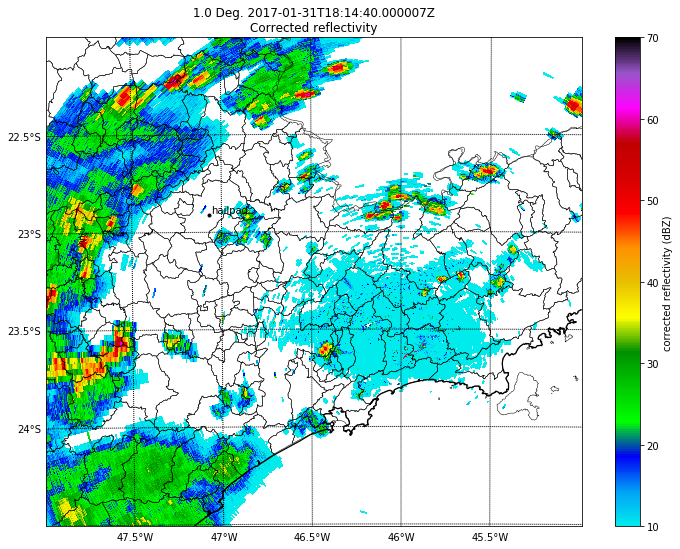 1.0 Deg. 2017-01-31T18:14:40.000007Z
Corrected reflectivity
22.5°S
23°S
23.5°S
24°S
47.5°W
47°W
46.5°W
46°W
45.5°W
hailpad
70
60
50
40
30
20
10
corrected reflectivity (dBZ)